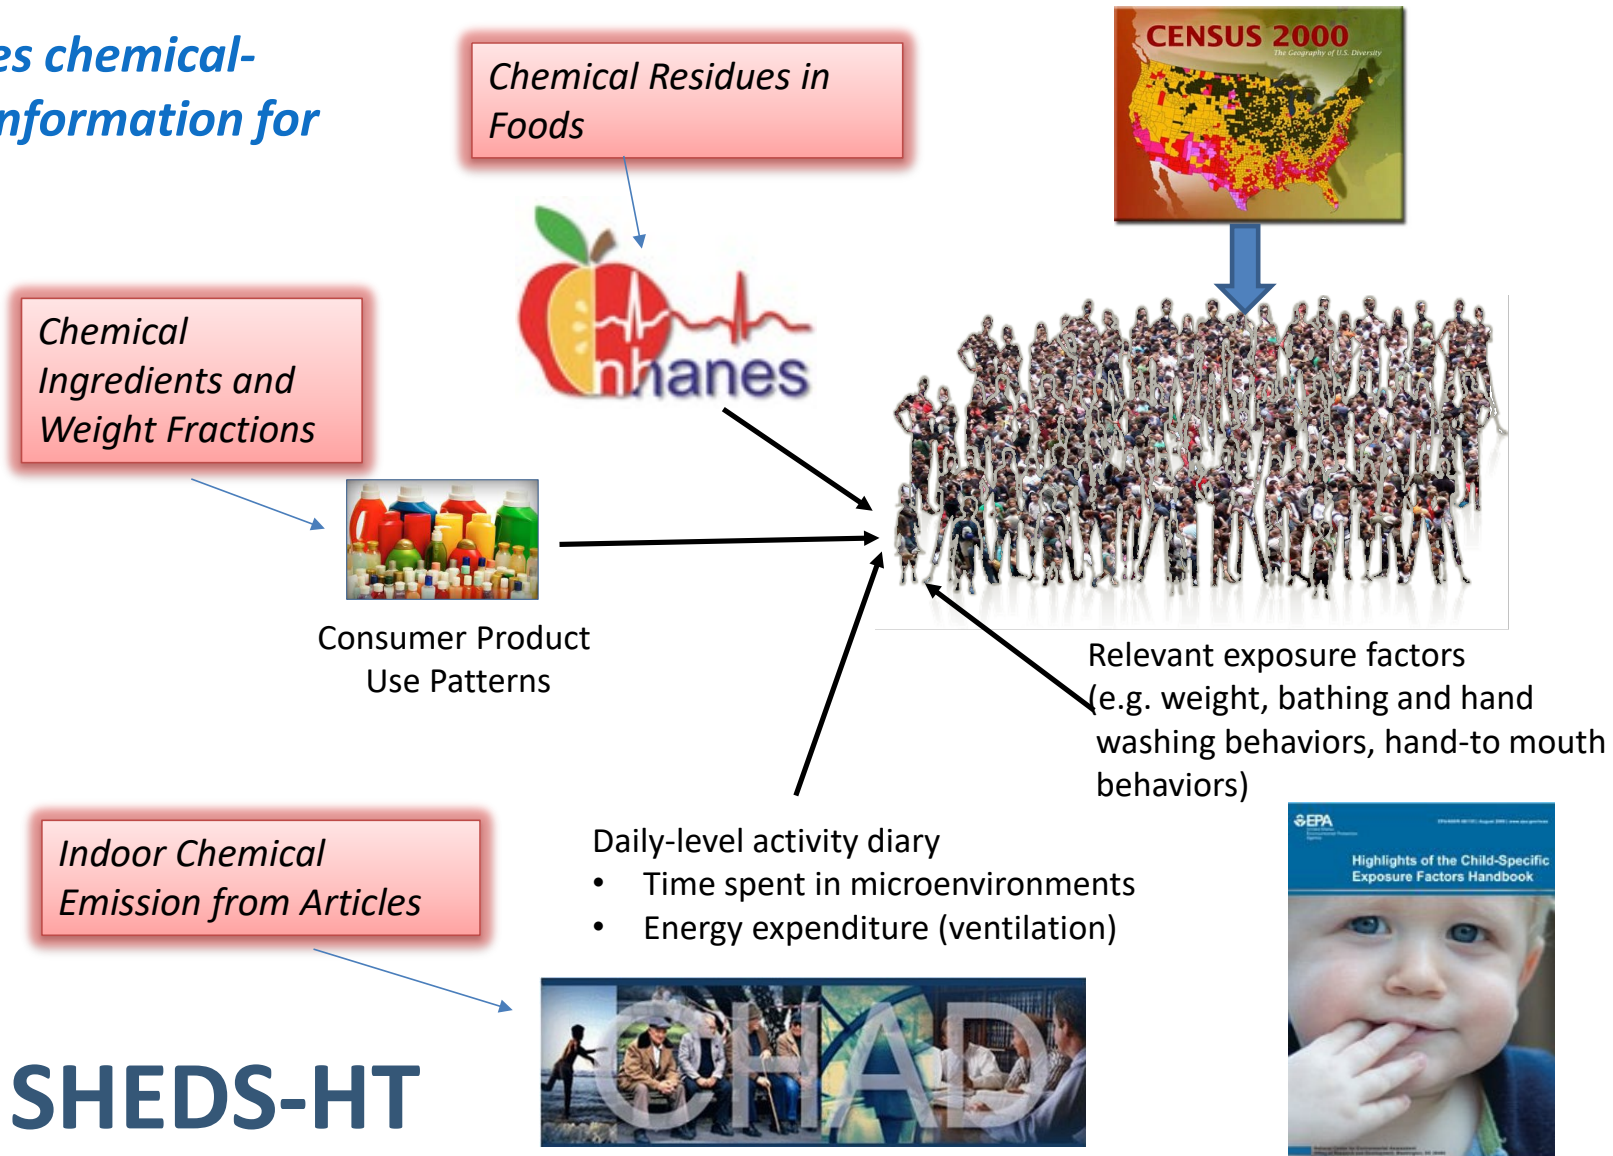 es chemical-
nformation for
Chemical Residues in
Foods
CENSUS 2000
The Geography of U.S. Diversity
nhanes
Chemical
Ingredients and
Weight Fractions
Consumer Product
Use Patterns
Relevant exposure factors
(e.g. weight, bathing and hand
washing behaviors, hand-to mouth
behaviors)
Indoor Chemical
Emission from Articles
Daily-level activity diary
• Time spent in microenvironments
• Energy expenditure (ventilation)
EPA
Highlights of the Child-Specific
Exposure Factors Handbook
CHAD
SHEDS-HT